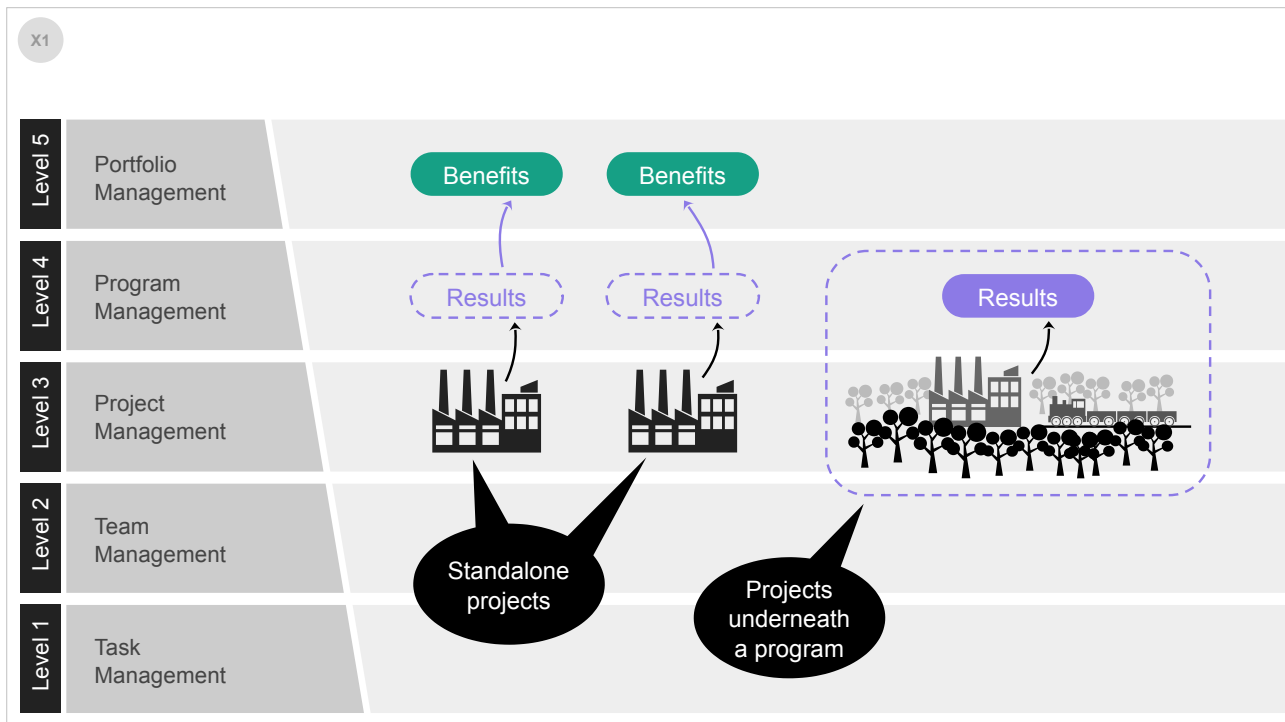 X1
Level 5
Portfolio
Management
Benefits
Benefits
Level 4
Program
Management
Results
Results
Results
Level 3
Project
Management
Level 2
Team
Management
Standalone
projects
Projects
underneath
a program
Level 1
Task
Management